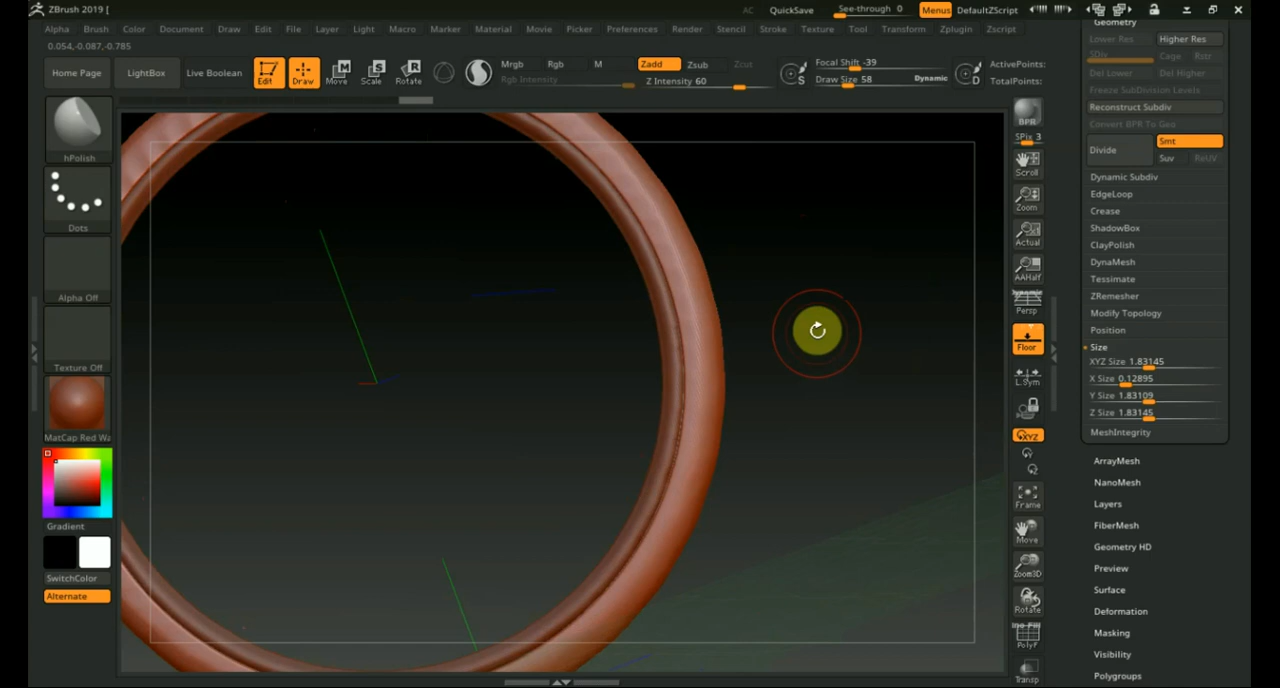 ZBrush 2019 [
AC QuickSave See-through 0 Menus DefaultZScript
Alpha Brush Color Document Draw Edit File Layer Light Macro Marker Material Movie Picker Preferences Render Stencil Stroke Texture Tool Transform Zplugin Zscript
0.054,-0.087,-0.785
Home Page LightBox Live Boolean Edit Draw Move Scale Rotate
Mrgb Rgb M Zadd Zsub Zcut
Rgb Intensity Z Intensity 60
Focal Shift -39
Draw Size 58 Dynamic
ActivePoints:
TotalPoints:
hPolish
Dots
Alpha Off
Texture Off
MatCap Red Wa
Gradient
SwitchColor
Alternate
BPR
SPix 3
Scroll
Zoom
Actual
AAHalf
Dynamic
Persp
Floor
L.Sym
XYZ
Frame
Move
Zoom3D
Rotate
PolyF
Transp
Geometry
Lower Res Higher Res
SDiv Cage Rstr
Del Lower Del Higher
Freeze SubDivision Levels
Reconstruct Subdiv
Convert BPR To Geo
Divide Smt
Suv ReUV
Dynamic Subdiv
EdgeLoop
Crease
ShadowBox
ClayPolish
DynaMesh
Tessimate
ZRemesher
Modify Topology
Position
Size
XYZ Size 1.83145
X Size 0.12895
Y Size 1.83109
Z Size 1.83145
MeshIntegrity
ArrayMesh
NanoMesh
Layers
FiberMesh
Geometry HD
Preview
Surface
Deformation
Masking
Visibility
Polygroups